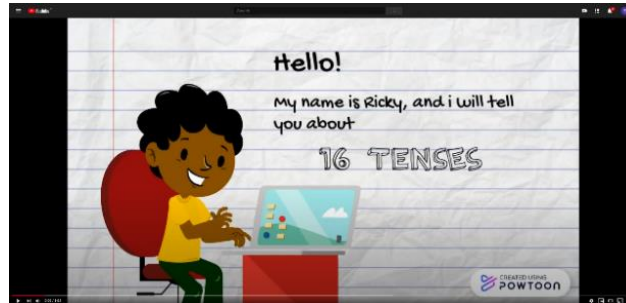 Hello!
My name is Ricky, and i will tell
you about
16 TENSES
CREATED USING
POWTOON